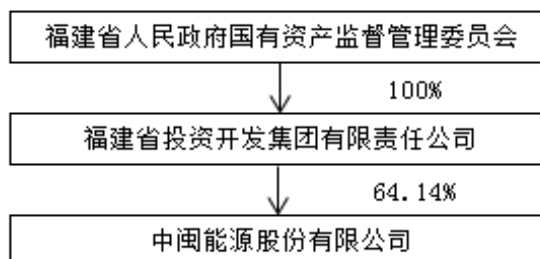 福建省人民政府国有资产监督管理委员会
100%
福建省投资开发集团有限责任公司
64.14%
中闽能源股份有限公司